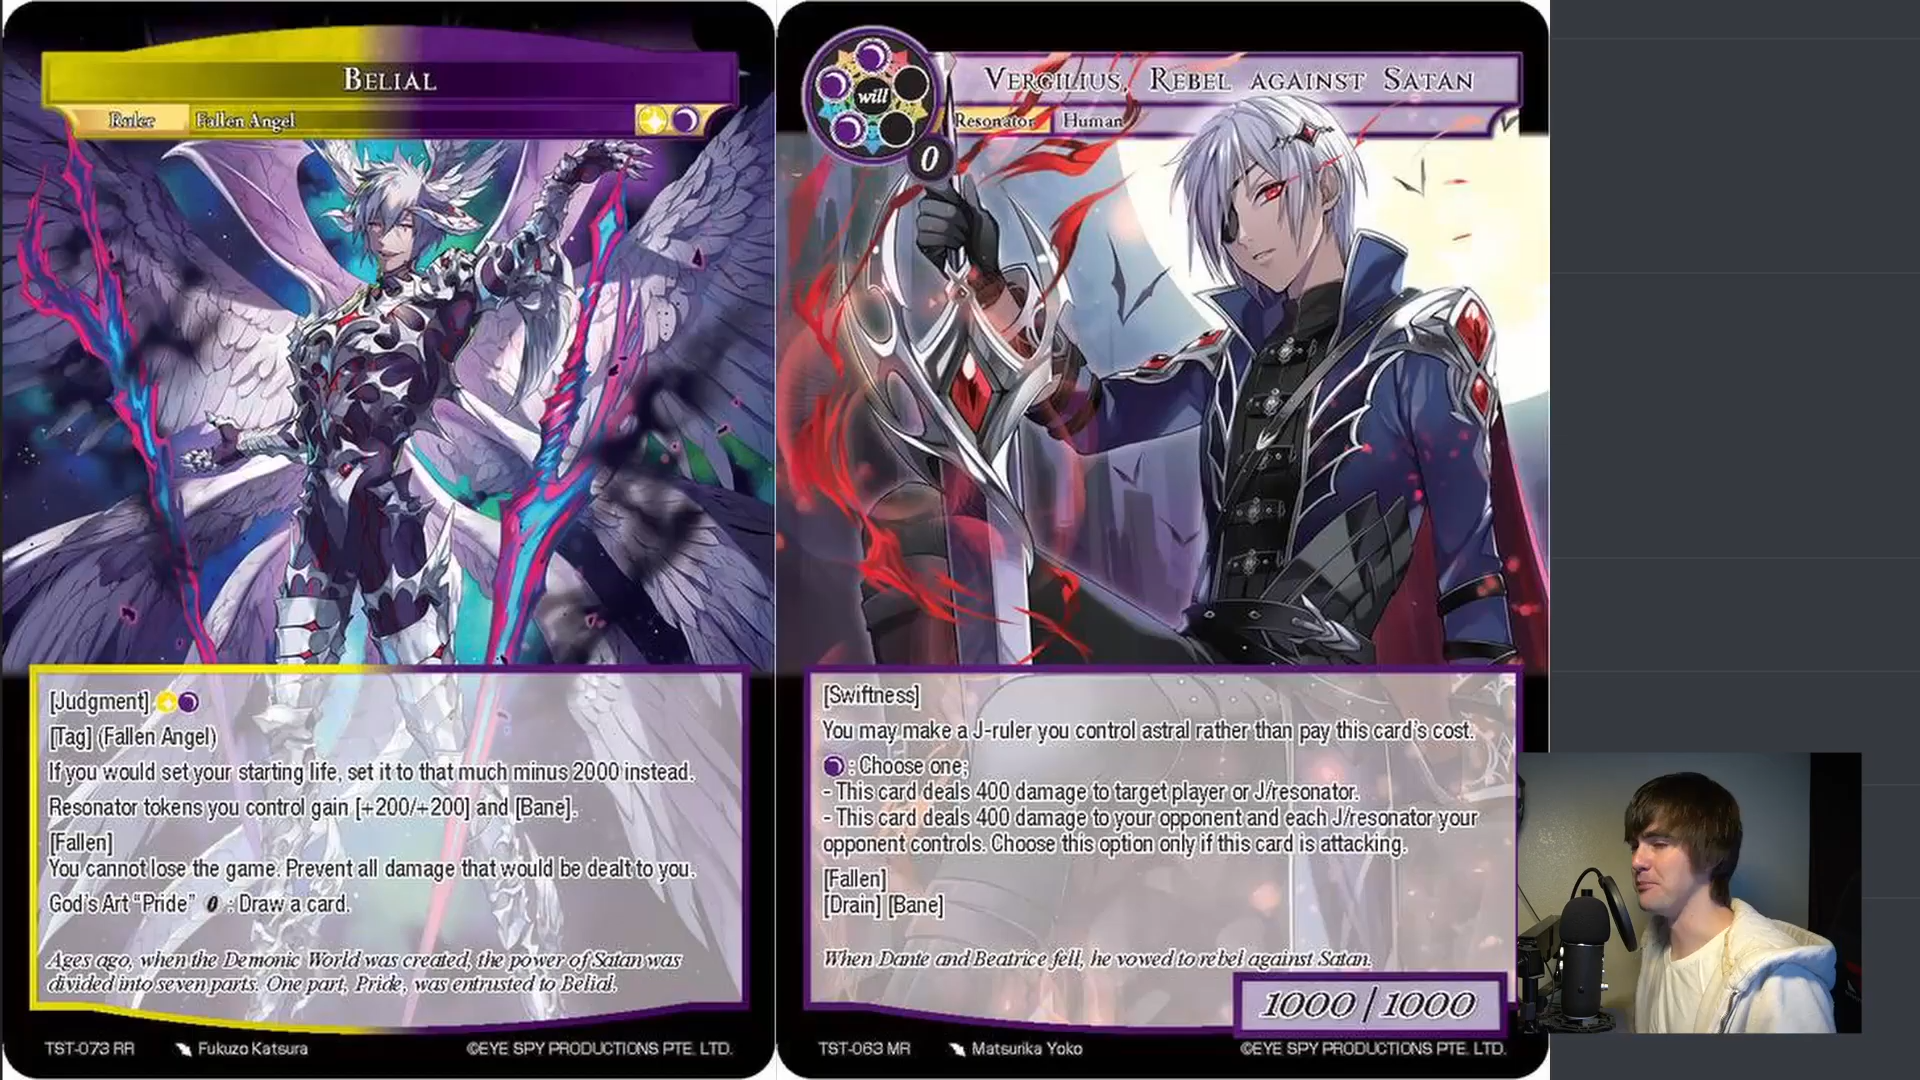 Belial
Ruler Fallen Angel
[Judgment]
[Tag] (Fallen Angel)
If you would set your starting life, set it to that much minus 2000 instead.
Resonator tokens you control gain [+200/+200] and [Bane].
[Fallen]
You cannot lose the game. Prevent all damage that would be dealt to you.
God's Art "Pride" 0 : Draw a card.
Ages ago, when the Demonic World was created, the power of Satan was
divided into seven parts. One part, Pride, was entrusted to Belial.
TST-073 RR Fukuzo Katsura ©EYE SPY PRODUCTIONS PTE. LTD.
will
0
Vergilius, Rebel against Satan
Resonator Human
[Swiftness]
You may make a J-ruler you control astral rather than pay this card's cost.
: Choose one;
- This card deals 400 damage to target player or J/resonator.
- This card deals 400 damage to your opponent and each J/resonator your
opponent controls. Choose this option only if this card is attacking.
[Fallen]
[Drain] [Bane]
When Dante and Beatrice fell, he vowed to rebel against Satan.
1000 / 1000
TST-063 MR Matsurika Yoko ©EYE SPY PRODUCTIONS PTE. LTD.